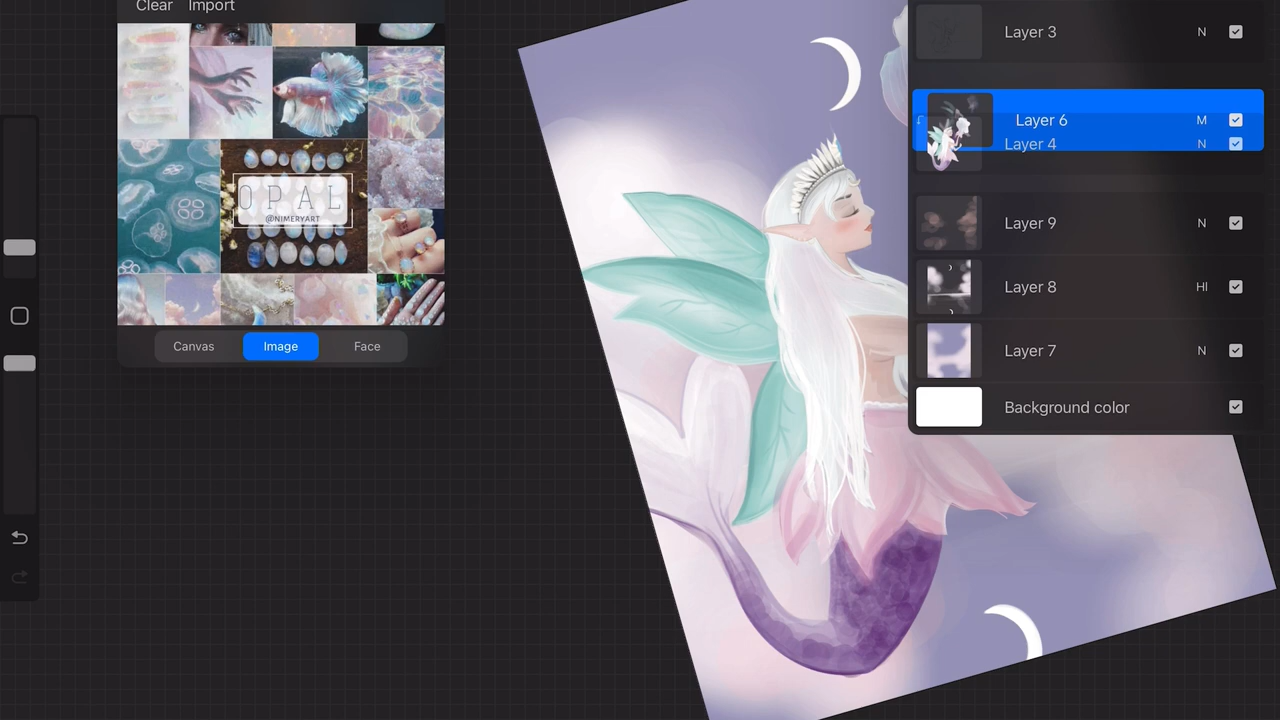 Clear Import
OPAL
@NIMERYART
Canvas Image Face
Layer 3 N
Layer 6 M
Layer 4 N
Layer 9 N
Layer 8 HI
Layer 7 N
Background color